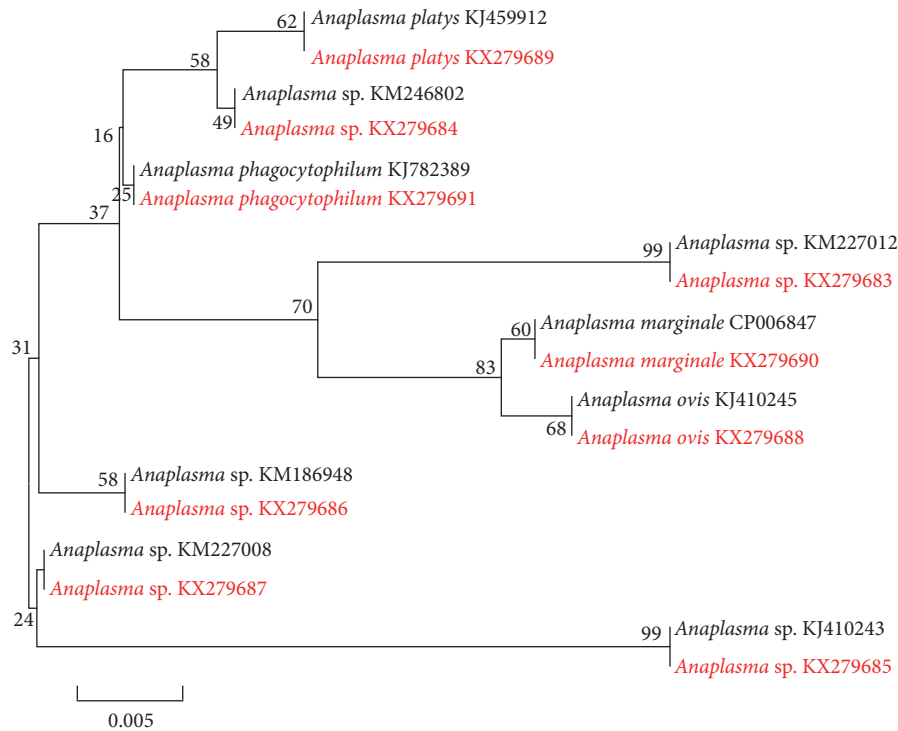 62
Anaplasma platys KJ459912
Anaplasma platys KX279689
58
Anaplasma sp. KM246802
49
Anaplasma sp. KX279684
16
Anaplasma phagocytophilum KJ782389
25
Anaplasma phagocytophilum KX279691
37
99
Anaplasma sp. KM227012
Anaplasma sp. KX279683
70
60
Anaplasma marginale CP006847
Anaplasma marginale KX279690
83
Anaplasma ovis KJ410245
68
Anaplasma ovis KX279688
31
58
Anaplasma sp. KM186948
Anaplasma sp. KX279686
Anaplasma sp. KM227008
Anaplasma sp. KX279687
24
99
Anaplasma sp. KJ410243
Anaplasma sp. KX279685
0.005